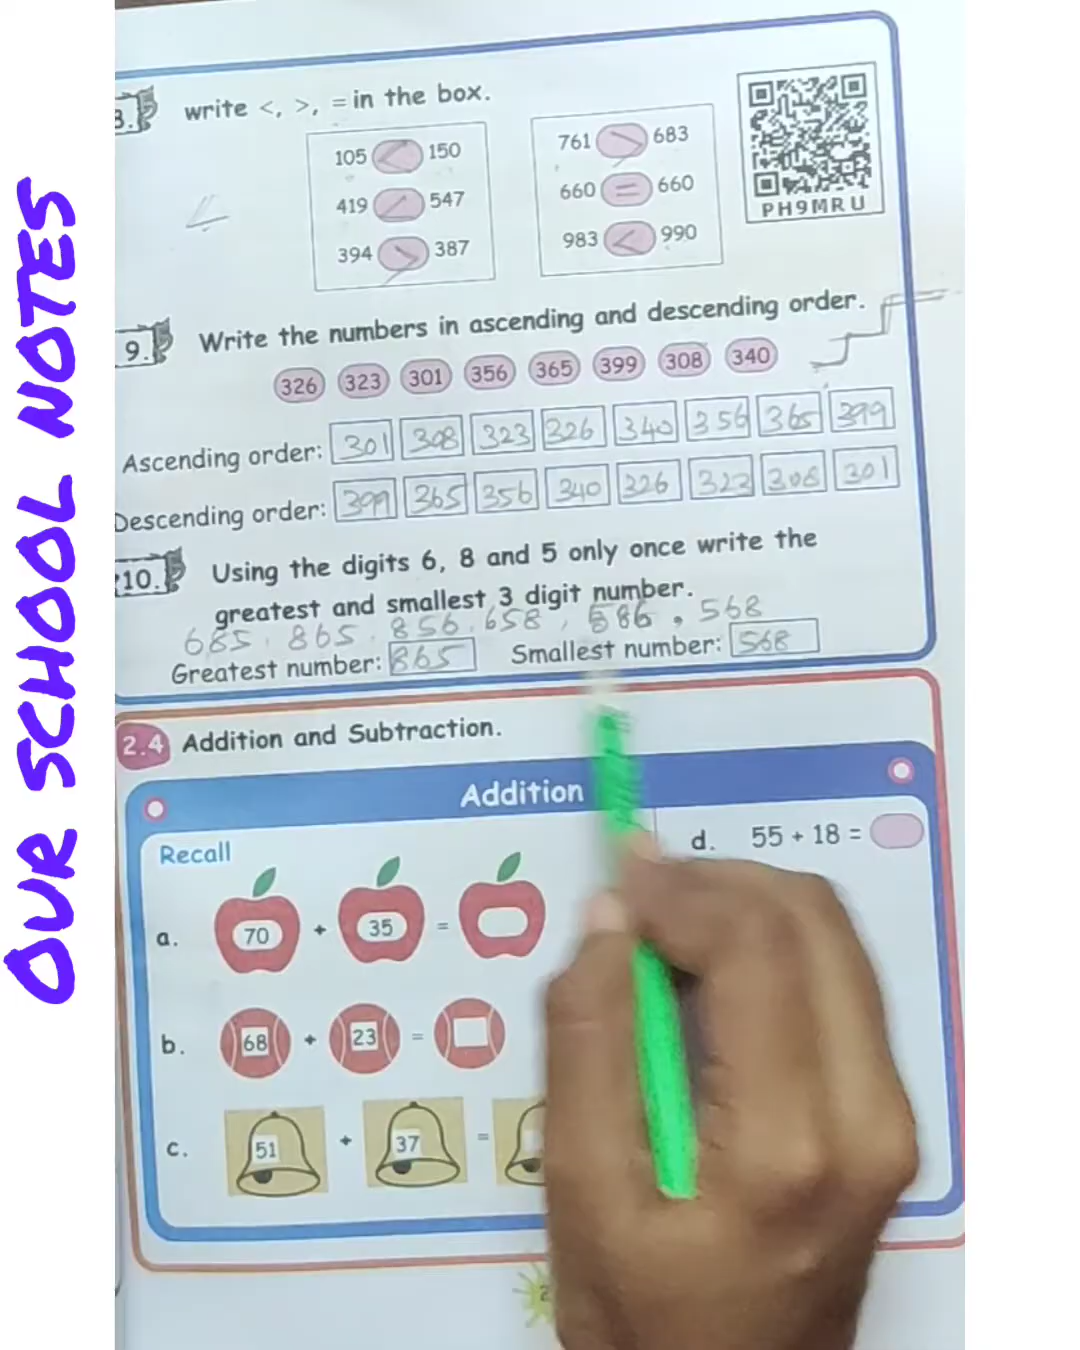 OUR SCHOOL NOTES
8. write <, >, = in the box.
105 < 150
419 < 547
394 > 387
761 > 683
660 = 660
983 < 990
PH9MRU
9. Write the numbers in ascending and descending order.
326 323 301 356 365 399 308 340
Ascending order: 301 308 323 326 340 356 365 399
Descending order: 399 365 356 340 326 323 308 301
10. Using the digits 6, 8 and 5 only once write the
greatest and smallest 3 digit number.
685, 865, 856, 658, 586, 568
Greatest number: 865 Smallest number: 568
2.4 Addition and Subtraction.
Addition
Recall
a. 70 + 35 =
b. 68 + 23 =
c. 51 + 37 =
d. 55 + 18 =